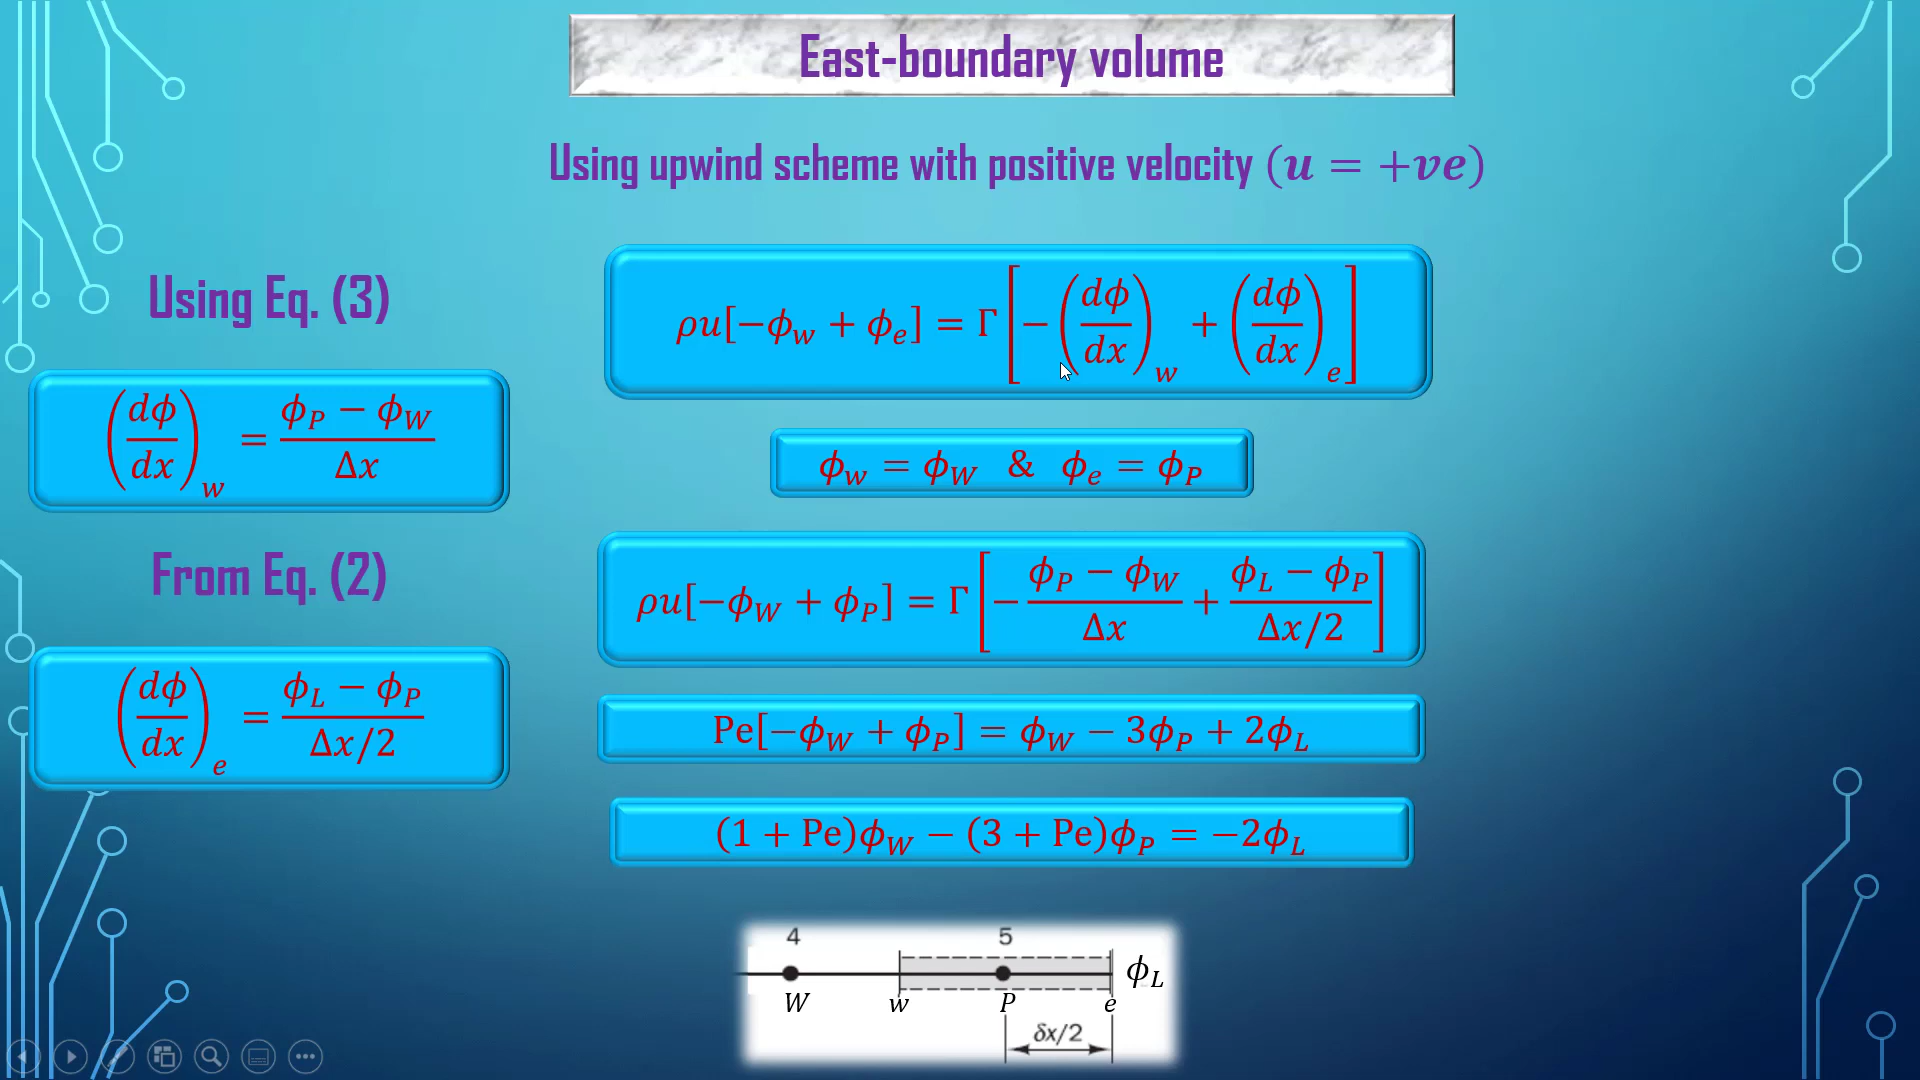 East-boundary volume
Using upwind scheme with positive velocity (u = +ve)
Using Eq. (3)
(dϕ/dx)_w = (ϕ_P − ϕ_W)/Δx
From Eq. (2)
(dϕ/dx)_e = (ϕ_L − ϕ_P)/(Δx/2)
ρu[−ϕ_w + ϕ_e] = Γ[−(dϕ/dx)_w + (dϕ/dx)_e]
ϕ_w = ϕ_W & ϕ_e = ϕ_P
ρu[−ϕ_W + ϕ_P] = Γ[−(ϕ_P − ϕ_W)/Δx + (ϕ_L − ϕ_P)/(Δx/2)]
Pe[−ϕ_W + ϕ_P] = ϕ_W − 3ϕ_P + 2ϕ_L
(1 + Pe)ϕ_W − (3 + Pe)ϕ_P = −2ϕ_L
4 5
ϕ_L
W w P e
δx/2